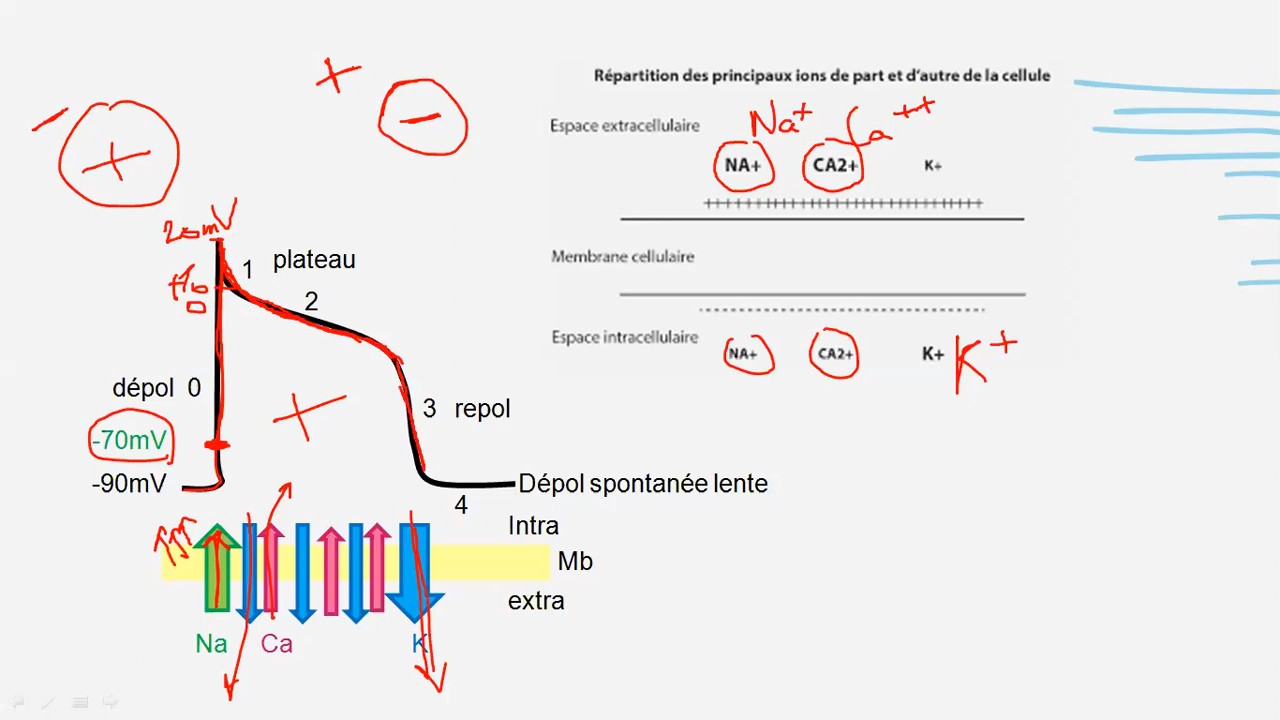 Répartition des principaux ions de part et d'autre de la cellule
+
−
− +
Na+ Ca++
Espace extracellulaire
NA+ CA2+ K+
20mV
1 plateau
Membrane cellulaire
0
2
Espace intracellulaire
NA+ CA2+ K+ K+
dépol 0
3 repol
+
-70mV
-90mV
Dépol spontanée lente
4
Intra
Mb
extra
Na Ca K